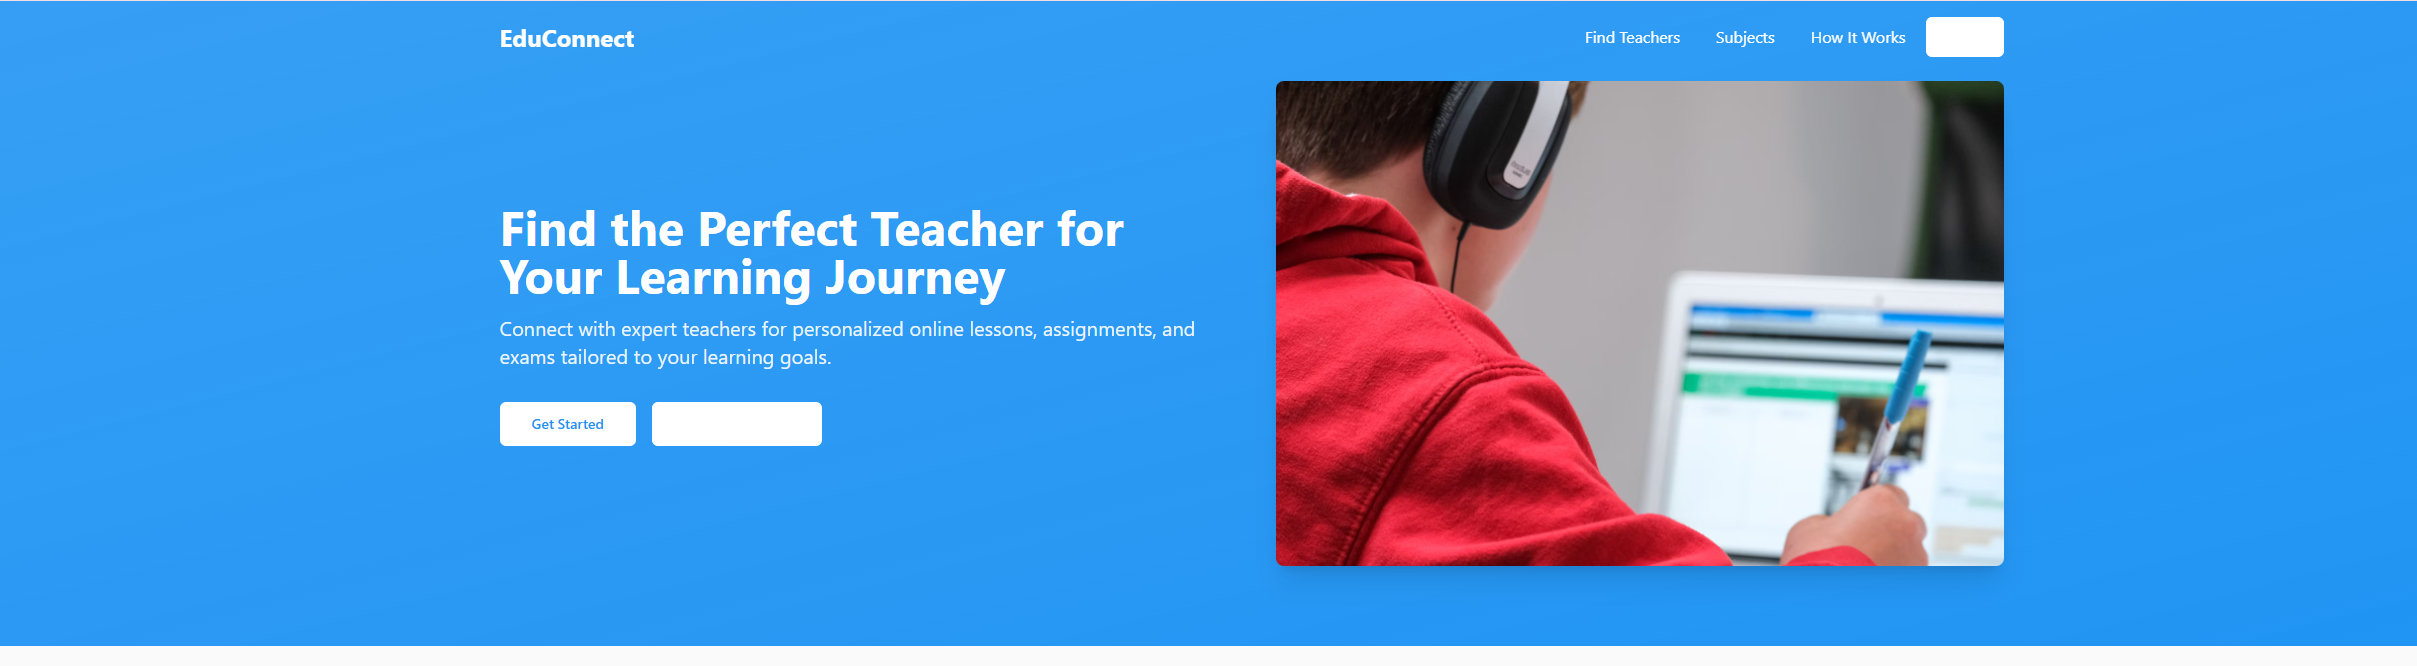 EduConnect
Find Teachers
Subjects
How It Works
Find the Perfect Teacher for
Your Learning Journey
Connect with expert teachers for personalized online lessons, assignments, and
exams tailored to your learning goals.
Get Started